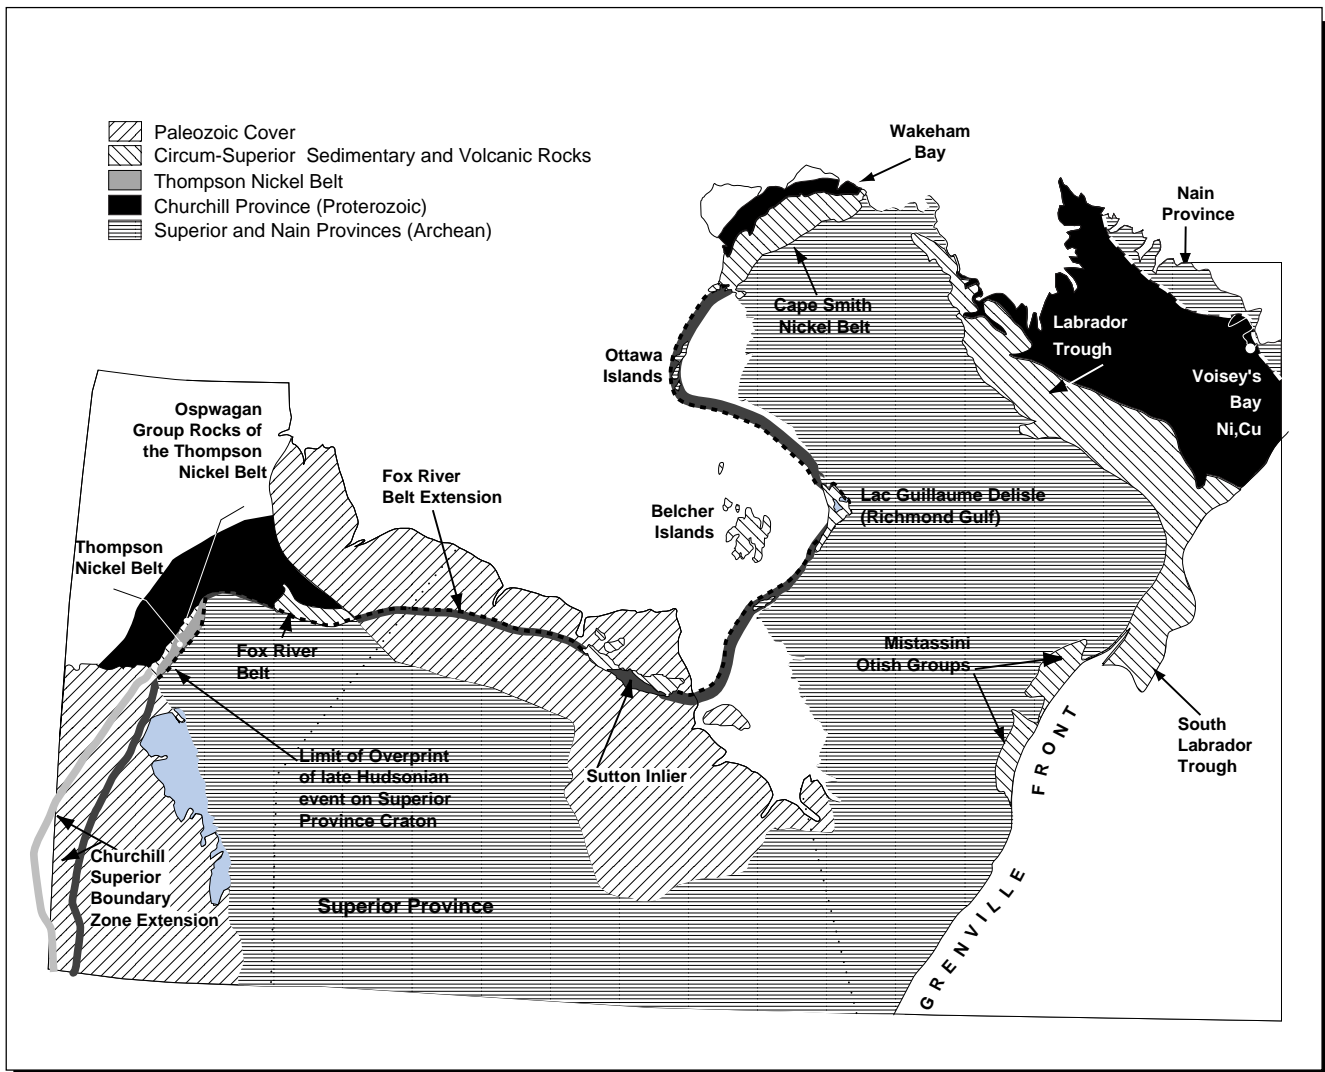 Paleozoic Cover
Circum-Superior Sedimentary and Volcanic Rocks
Thompson Nickel Belt
Churchill Province (Proterozoic)
Superior and Nain Provinces (Archean)
Wakeham
Bay
Nain
Province
Cape Smith
Nickel Belt
Labrador
Trough
Ottawa
Islands
Voisey's
Bay
Ni,Cu
Ospwagan
Group Rocks of
the Thompson
Nickel Belt
Fox River
Belt Extension
Lac Guillaume Delisle
(Richmond Gulf)
Belcher
Islands
Thompson
Nickel Belt
Fox River
Belt
Mistassini
Otish Groups
South
Labrador
Trough
Limit of Overprint
of late Hudsonian
event on Superior
Province Craton
Sutton Inlier
Churchill
Superior
Boundary
Zone Extension
Superior Province
GRENVILLE FRONT